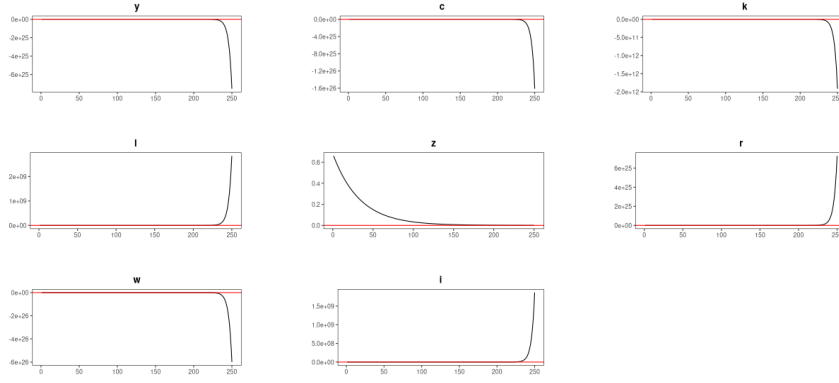 y
0e+00
-2e+25
-4e+25
-6e+25
0 50 100 150 200 250
c
0.0e+00
-4.0e+25
-8.0e+25
-1.2e+26
-1.6e+26
0 50 100 150 200 250
k
0.0e+00
-5.0e+11
-1.0e+12
-1.5e+12
-2.0e+12
0 50 100 150 200 250
l
2e+09
1e+09
0e+00
0 50 100 150 200 250
z
0.6
0.4
0.2
0.0
0 50 100 150 200 250
r
6e+25
4e+25
2e+25
0e+00
0 50 100 150 200 250
w
0e+00
-2e+26
-4e+26
-6e+26
0 50 100 150 200 250
i
1.5e+09
1.0e+09
5.0e+08
0.0e+00
0 50 100 150 200 250